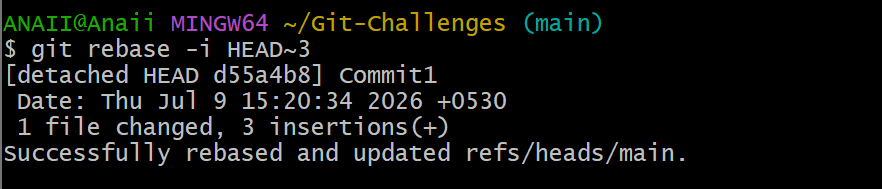 ANAII@Anaii MINGW64 ~/Git-Challenges (main)
$ git rebase -i HEAD~3
[detached HEAD d55a4b8] Commit1
 Date: Thu Jul 9 15:20:34 2026 +0530
 1 file changed, 3 insertions(+)
Successfully rebased and updated refs/heads/main.